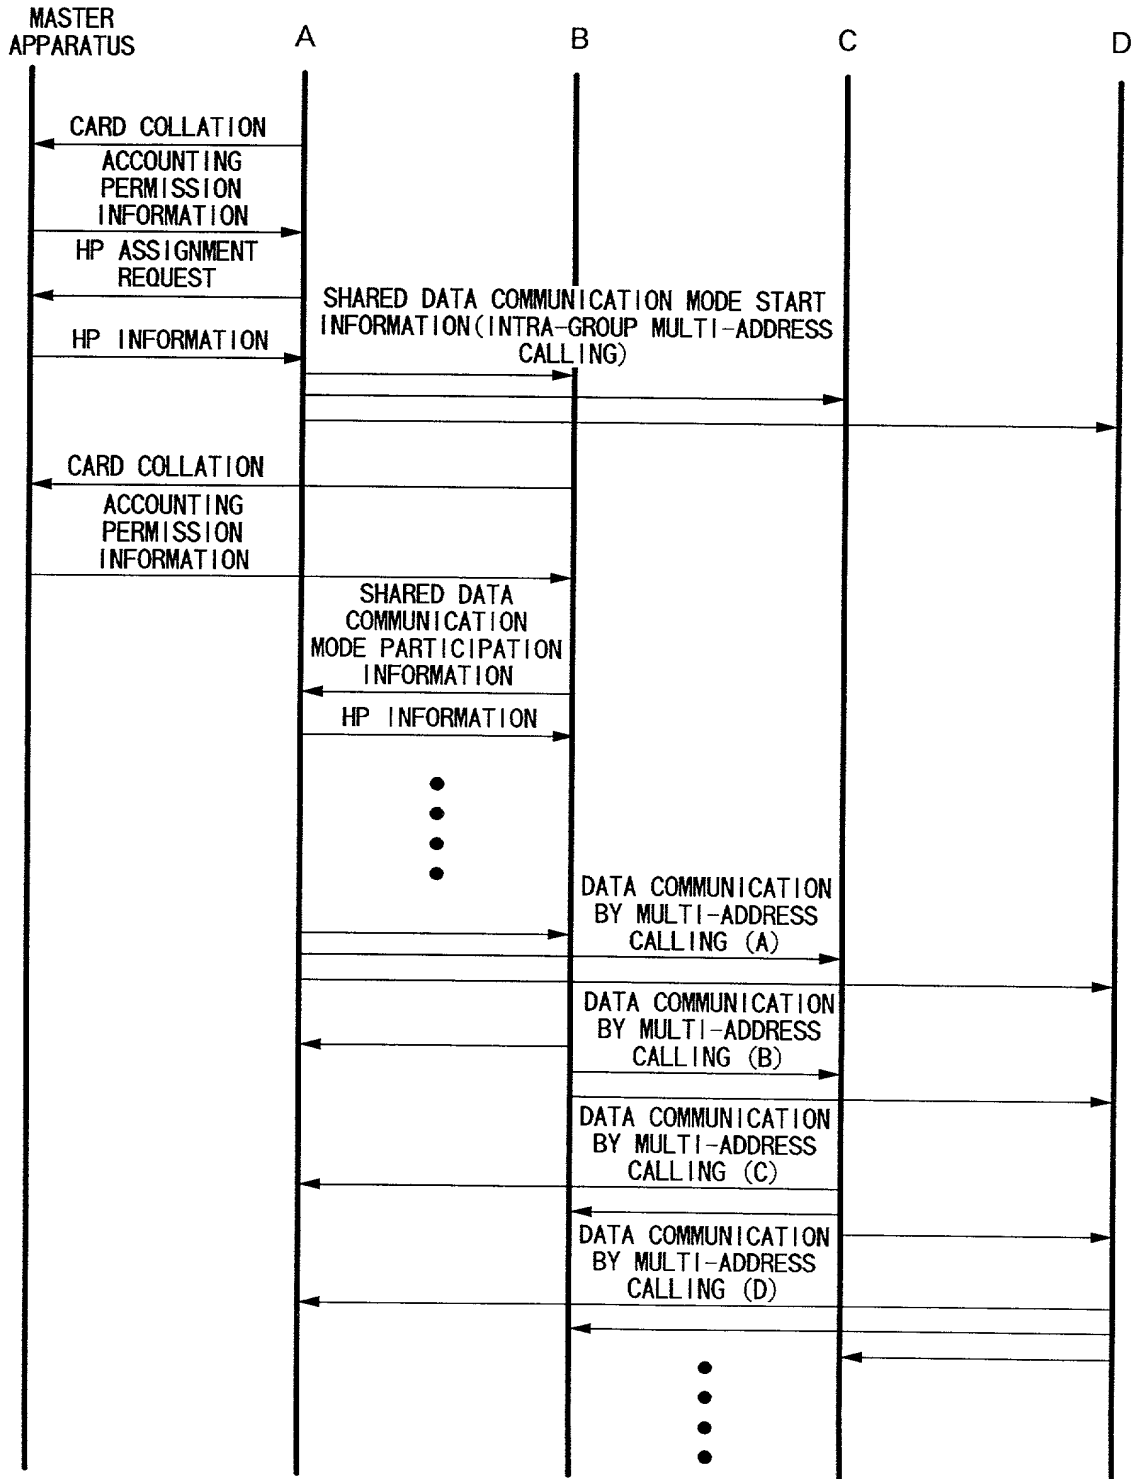 MASTER
APPARATUS
A
B
C
D
CARD COLLATION
ACCOUNTING
PERMISSION
INFORMATION
HP ASSIGNMENT
REQUEST
HP INFORMATION
SHARED DATA COMMUNICATION MODE START
INFORMATION(INTRA-GROUP MULTI-ADDRESS
CALLING)
CARD COLLATION
ACCOUNTING
PERMISSION
INFORMATION
SHARED DATA
COMMUNICATION
MODE PARTICIPATION
INFORMATION
HP INFORMATION
DATA COMMUNICATION
BY MULTI-ADDRESS
CALLING (A)
DATA COMMUNICATION
BY MULTI-ADDRESS
CALLING (B)
DATA COMMUNICATION
BY MULTI-ADDRESS
CALLING (C)
DATA COMMUNICATION
BY MULTI-ADDRESS
CALLING (D)